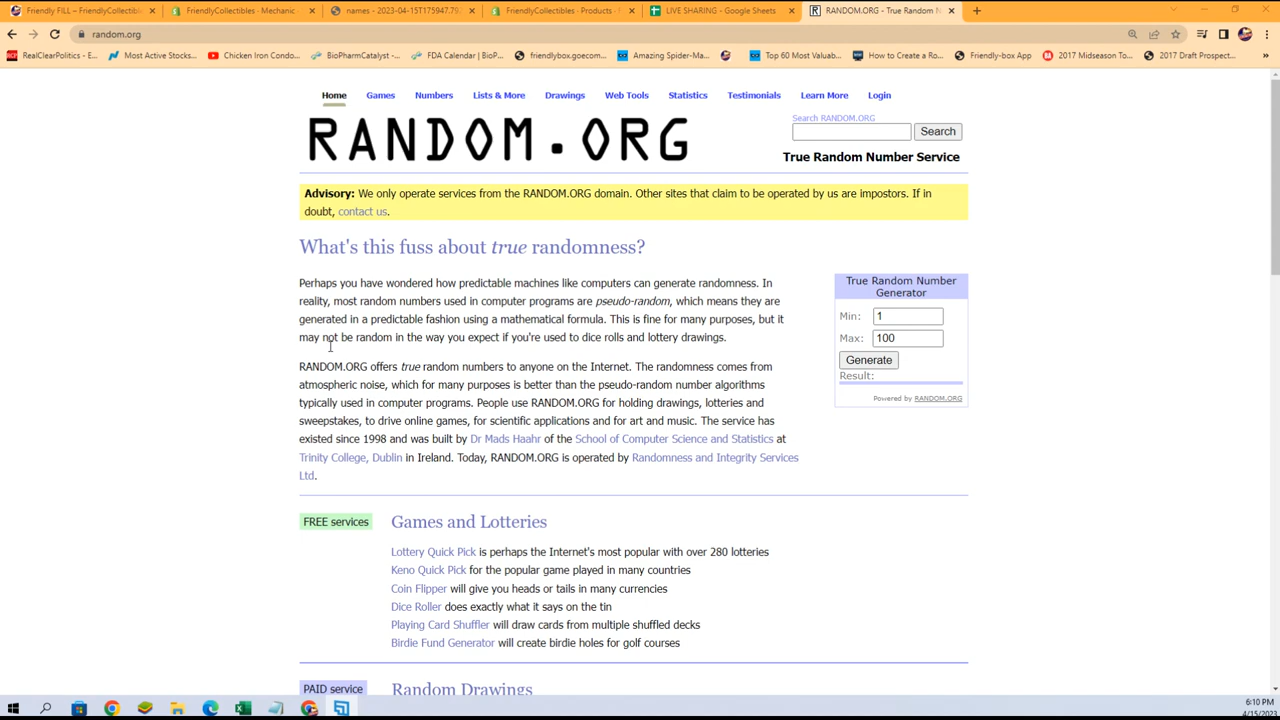 Friendly FILL – FriendlyCollectible
FriendlyCollectibles · Mechanic
names - 2023-04-15T175947.79
FriendlyCollectibles · Products
LIVE SHARING - Google Sheets
RANDOM.ORG - True Random N
random.org
RealClearPolitics - E...
Most Active Stocks...
Chicken Iron Condo...
BioPharmCatalyst -...
FDA Calendar | BioP...
friendlybox.goecom...
Amazing Spider-Ma...
Top 60 Most Valuab...
How to Create a Ro...
Friendly-box App
2017 Midseason To...
2017 Draft Prospect...
Home Games Numbers Lists & More Drawings Web Tools Statistics Testimonials Learn More Login
RANDOM.ORG
Search RANDOM.ORG
Search
True Random Number Service
Advisory: We only operate services from the RANDOM.ORG domain. Other sites that claim to be operated by us are impostors. If in
doubt, contact us.
What's this fuss about true randomness?
Perhaps you have wondered how predictable machines like computers can generate randomness. In
reality, most random numbers used in computer programs are pseudo-random, which means they are
generated in a predictable fashion using a mathematical formula. This is fine for many purposes, but it
may not be random in the way you expect if you're used to dice rolls and lottery drawings.
RANDOM.ORG offers true random numbers to anyone on the Internet. The randomness comes from
atmospheric noise, which for many purposes is better than the pseudo-random number algorithms
typically used in computer programs. People use RANDOM.ORG for holding drawings, lotteries and
sweepstakes, to drive online games, for scientific applications and for art and music. The service has
existed since 1998 and was built by Dr Mads Haahr of the School of Computer Science and Statistics at
Trinity College, Dublin in Ireland. Today, RANDOM.ORG is operated by Randomness and Integrity Services
Ltd.
True Random Number
Generator
Min: 1
Max: 100
Generate
Result:
Powered by RANDOM.ORG
FREE services
Games and Lotteries
Lottery Quick Pick is perhaps the Internet's most popular with over 280 lotteries
Keno Quick Pick for the popular game played in many countries
Coin Flipper will give you heads or tails in many currencies
Dice Roller does exactly what it says on the tin
Playing Card Shuffler will draw cards from multiple shuffled decks
Birdie Fund Generator will create birdie holes for golf courses
PAID service
Random Drawings
6:10 PM
4/15/2023